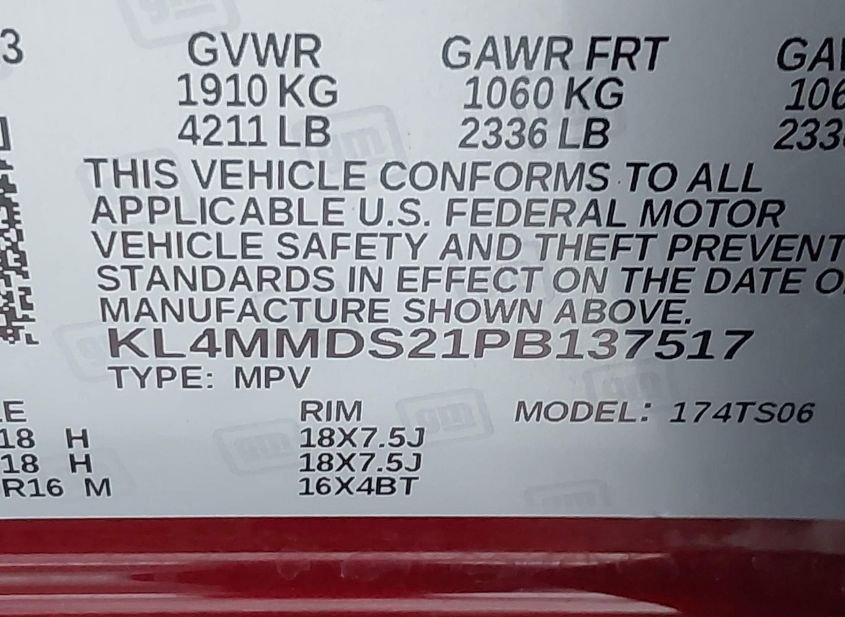 3 GVWR GAWR FRT
1910 KG 1060 KG
4211 LB 2336 LB
THIS VEHICLE CONFORMS TO ALL
APPLICABLE U.S. FEDERAL MOTOR
VEHICLE SAFETY AND THEFT PREVENT
STANDARDS IN EFFECT ON THE DATE
MANUFACTURE SHOWN ABOVE.
KL4MMDS21PB137517
TYPE: MPV
RIM MODEL: 174TS06
18 H 18X7.5J
18 H 18X7.5J
R16 M 16X4BT